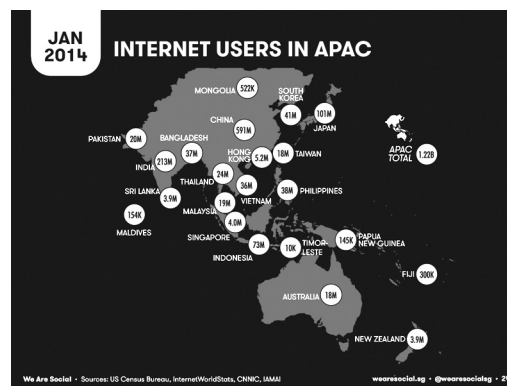 JAN
2014
INTERNET USERS IN APAC
MONGOLIA 522K
SOUTH
KOREA
41M
101M
JAPAN
CHINA
591M
PAKISTAN 20M
BANGLADESH
37M
INDIA 213M
HONG
KONG 5.2M
18M TAIWAN
APAC
TOTAL 1.22B
THAILAND 24M
36M
VIETNAM
38M PHILIPPINES
SRI LANKA
3.9M
154K
MALDIVES
19M
MALAYSIA
4.0M
SINGAPORE
73M
INDONESIA
10K TIMOR-
LESTE
145K PAPUA
NEW GUINEA
FIJI 300K
AUSTRALIA 18M
NEW ZEALAND 3.9M
We Are Social • Sources: US Census Bureau, InternetWorldStats, CNNIC, IAMAI
wearesocial.sg • @wearesocialsg •